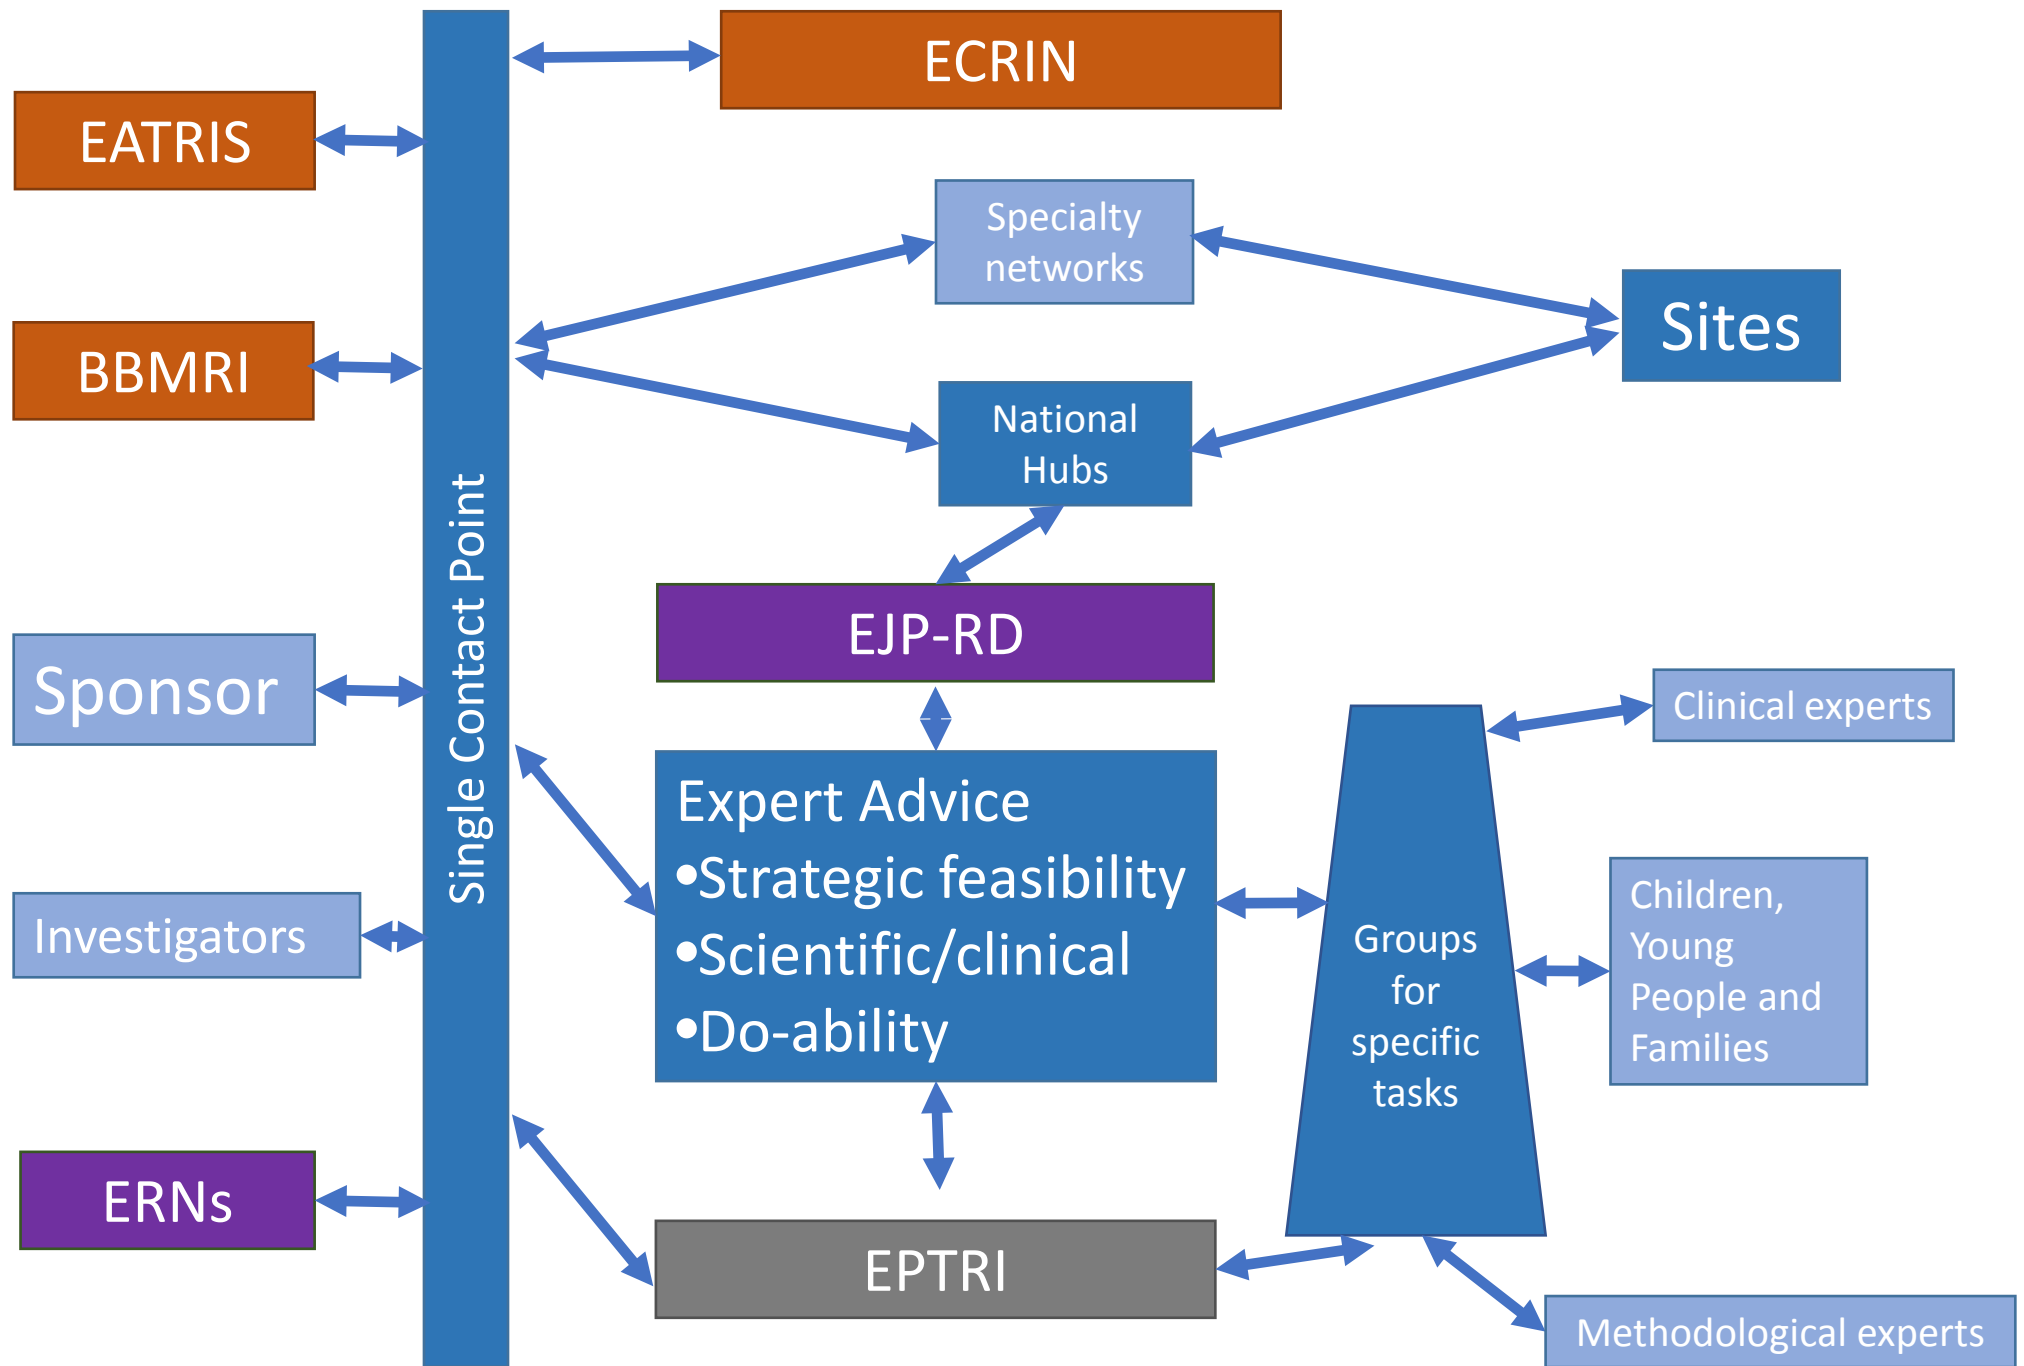 ECRIN
EATRIS
Specialty
networks
Sites
BBMRI
National
Hubs
Single Contact Point
EJP-RD
Sponsor
Clinical experts
Expert Advice
•Strategic feasibility
•Scientific/clinical
•Do-ability
Investigators
Groups
for
specific
tasks
Children,
Young
People and
Families
ERNs
EPTRI
Methodological experts